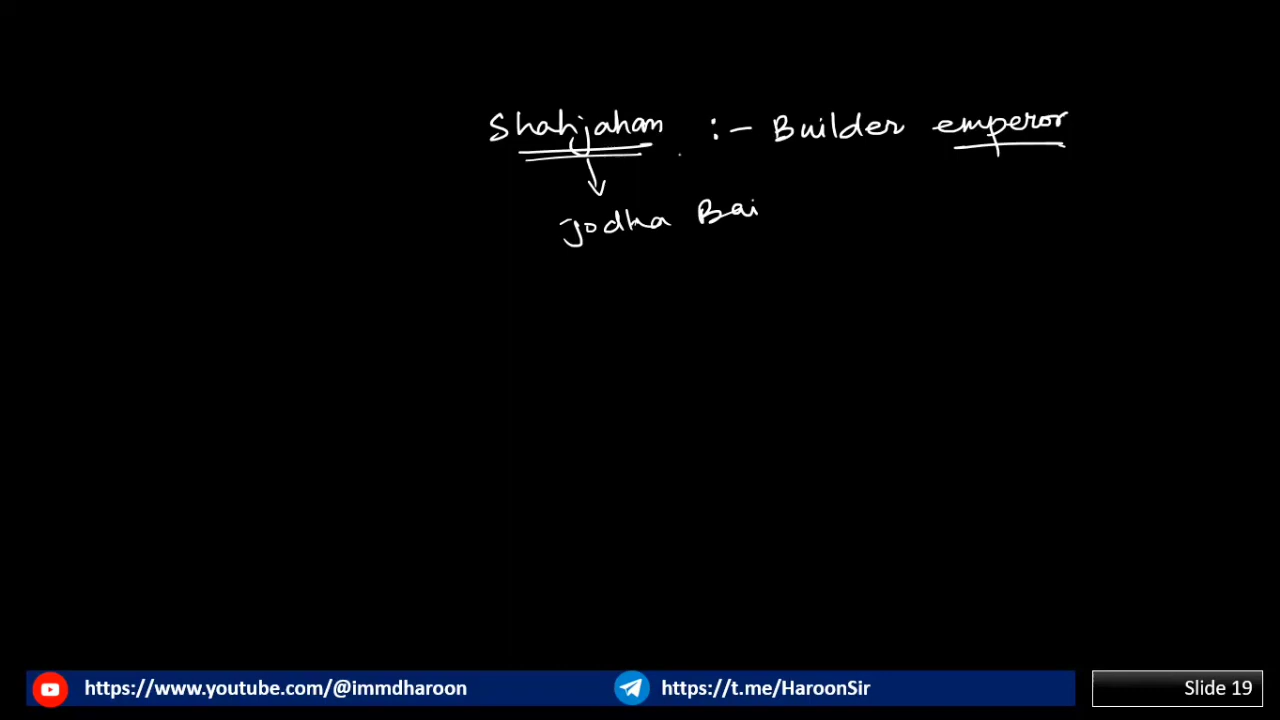 Shahjahan :- Builder emperor
Jodha Bai
https://www.youtube.com/@immdharoon https://t.me/HaroonSir Slide 19